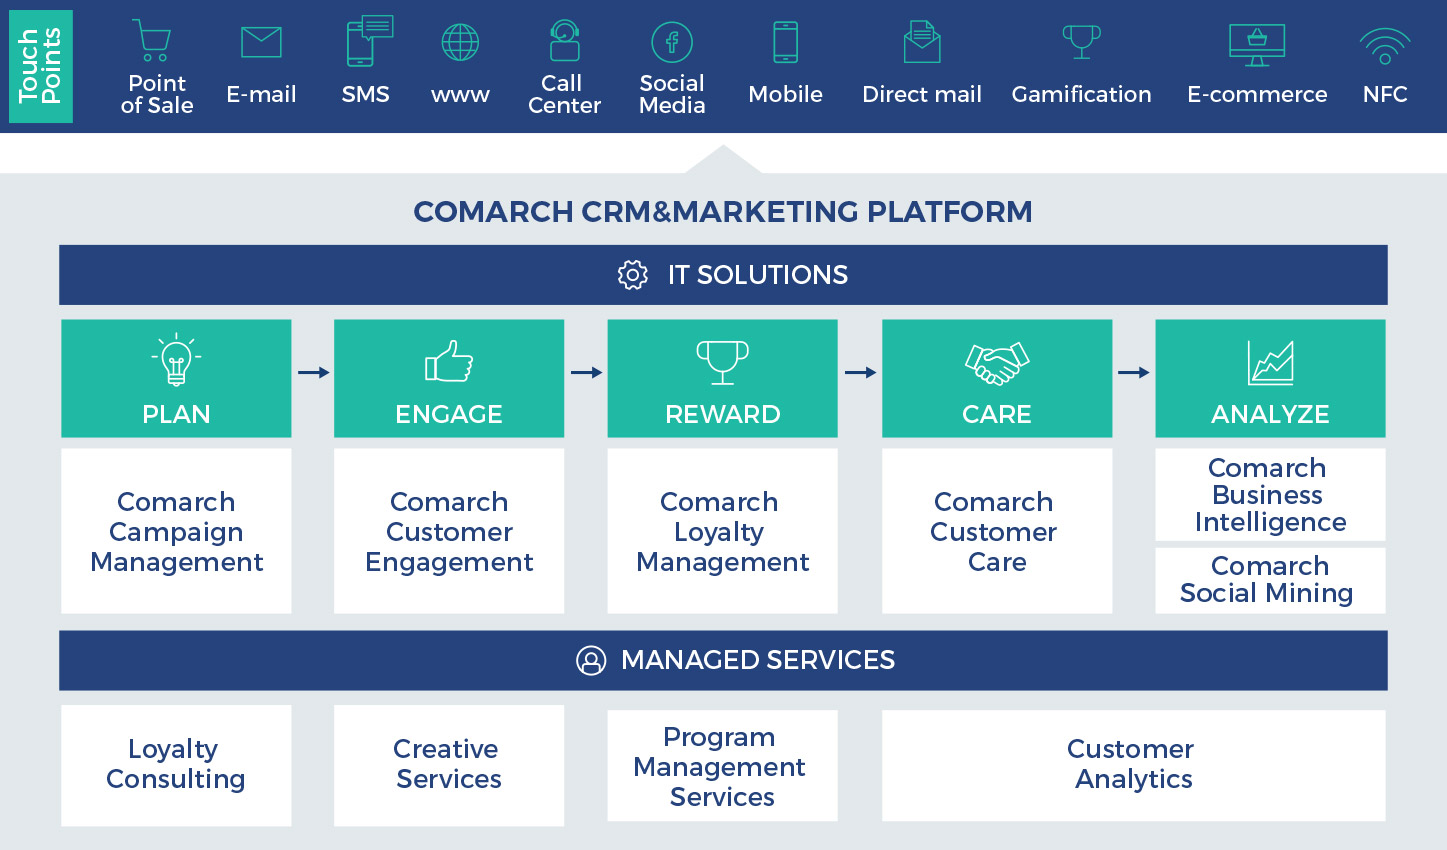 Touch
Points
Point
of Sale
E-mail
SMS
www
Call
Center
Social
Media
Mobile
Direct mail
Gamification
E-commerce
NFC
COMARCH CRM&MARKETING PLATFORM
IT SOLUTIONS
PLAN
ENGAGE
REWARD
CARE
ANALYZE
Comarch
Campaign
Management
Comarch
Customer
Engagement
Comarch
Loyalty
Management
Comarch
Customer
Care
Comarch
Business
Intelligence
Comarch
Social Mining
MANAGED SERVICES
Loyalty
Consulting
Creative
Services
Program
Management
Services
Customer
Analytics